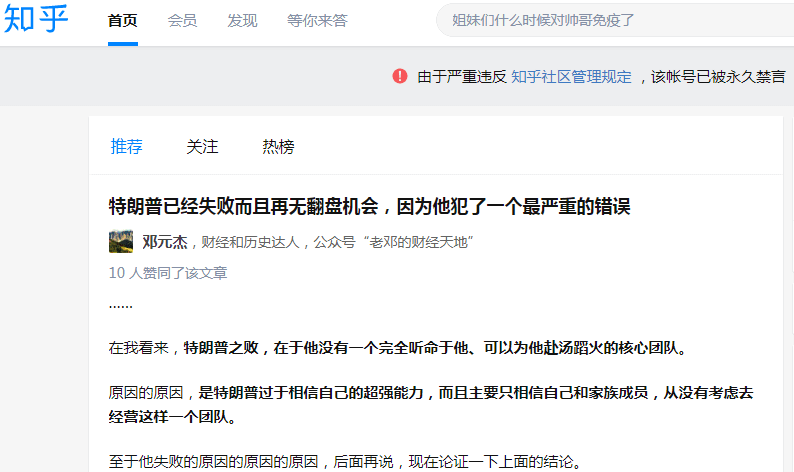 知乎 首页 会员 发现 等你来答 姐妹们什么时候对帅哥免疫了
由于严重违反 知乎社区管理规定 ，该帐号已被永久禁言
推荐 关注 热榜
特朗普已经失败而且再无翻盘机会，因为他犯了一个最严重的错误
邓元杰，财经和历史达人，公众号“老邓的财经天地”
10 人赞同了该文章
……
在我看来，特朗普之败，在于他没有一个完全听命于他、可以为他赴汤蹈火的核心团队。
原因的原因，是特朗普过于相信自己的超强能力，而且主要只相信自己和家族成员，从没有考虑去
经营这样一个团队。
至于他失败的原因的原因的原因，后面再说，现在论证一下上面的结论。